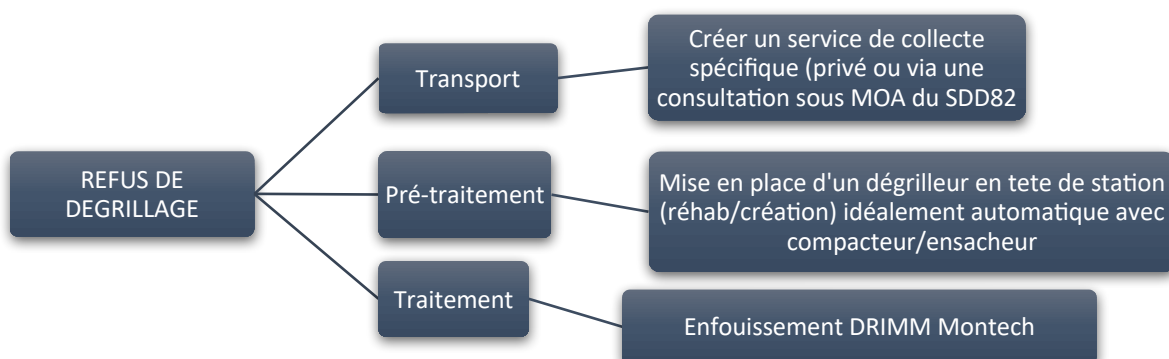 REFUS DE
DEGRILLAGE
Transport
Créer un service de collecte
spécifique (privé ou via une
consultation sous MOA du SDD82
Pré-traitement
Mise en place d'un dégrilleur en tete de station
(réhab/création) idéalement automatique avec
compacteur/ensacheur
Traitement
Enfouissement DRIMM Montech